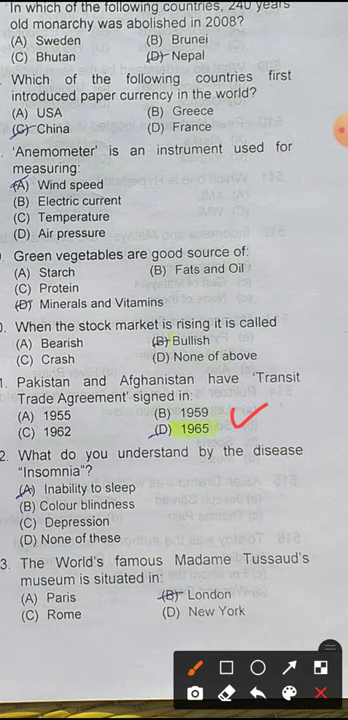 In which of the following countries, 240 years
old monarchy was abolished in 2008?
(A) Sweden (B) Brunei
(C) Bhutan (D) Nepal
Which of the following countries first
introduced paper currency in the world?
(A) USA (B) Greece
(C) China (D) France
. 'Anemometer' is an instrument used for
measuring:
(A) Wind speed
(B) Electric current
(C) Temperature
(D) Air pressure
Green vegetables are good source of:
(A) Starch (B) Fats and Oil
(C) Protein
(D) Minerals and Vitamins
0. When the stock market is rising it is called
(A) Bearish (B) Bullish
(C) Crash (D) None of above
1. Pakistan and Afghanistan have 'Transit
Trade Agreement' signed in:
(A) 1955 (B) 1959
(C) 1962 (D) 1965
2. What do you understand by the disease
"Insomnia"?
(A) Inability to sleep
(B) Colour blindness
(C) Depression
(D) None of these
3. The World's famous Madame Tussaud's
museum is situated in:
(A) Paris (B) London
(C) Rome (D) New York